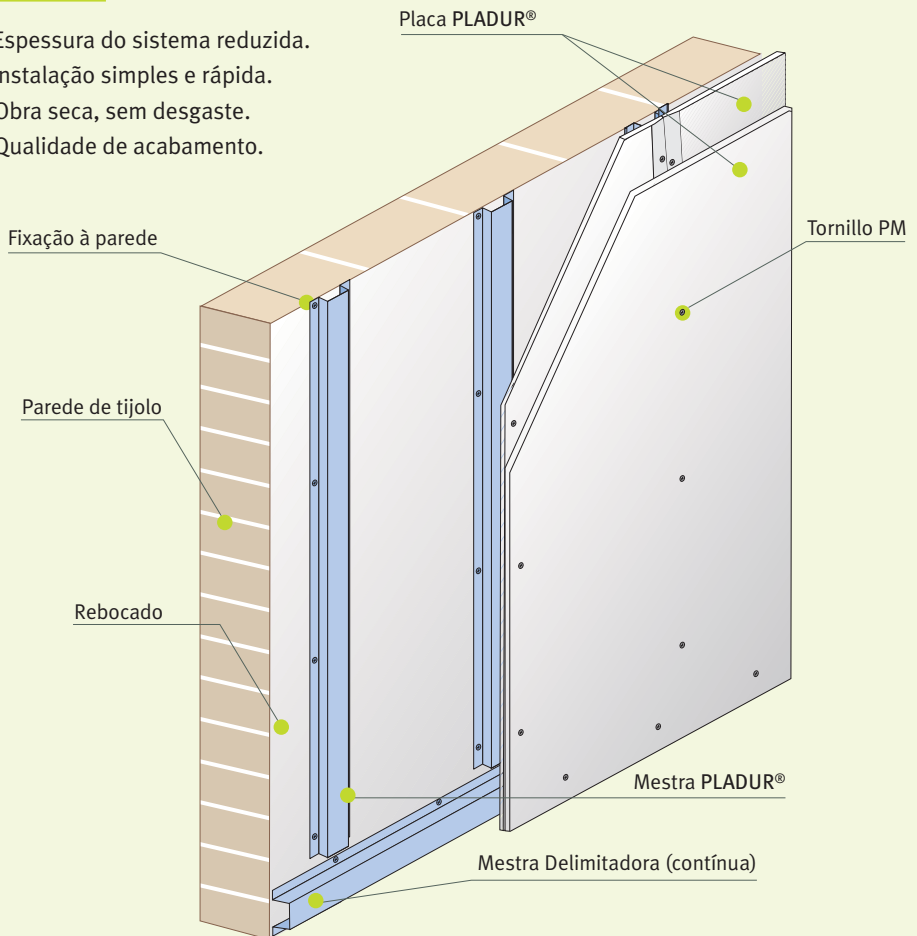 Espessura do sistema reduzida.
Instalação simples e rápida.
Obra seca, sem desgaste.
Qualidade de acabamento.
Placa PLADUR®
Fixação à parede
Tornillo PM
Parede de tijolo
Rebocado
Mestra PLADUR®
Mestra Delimitadora (contínua)